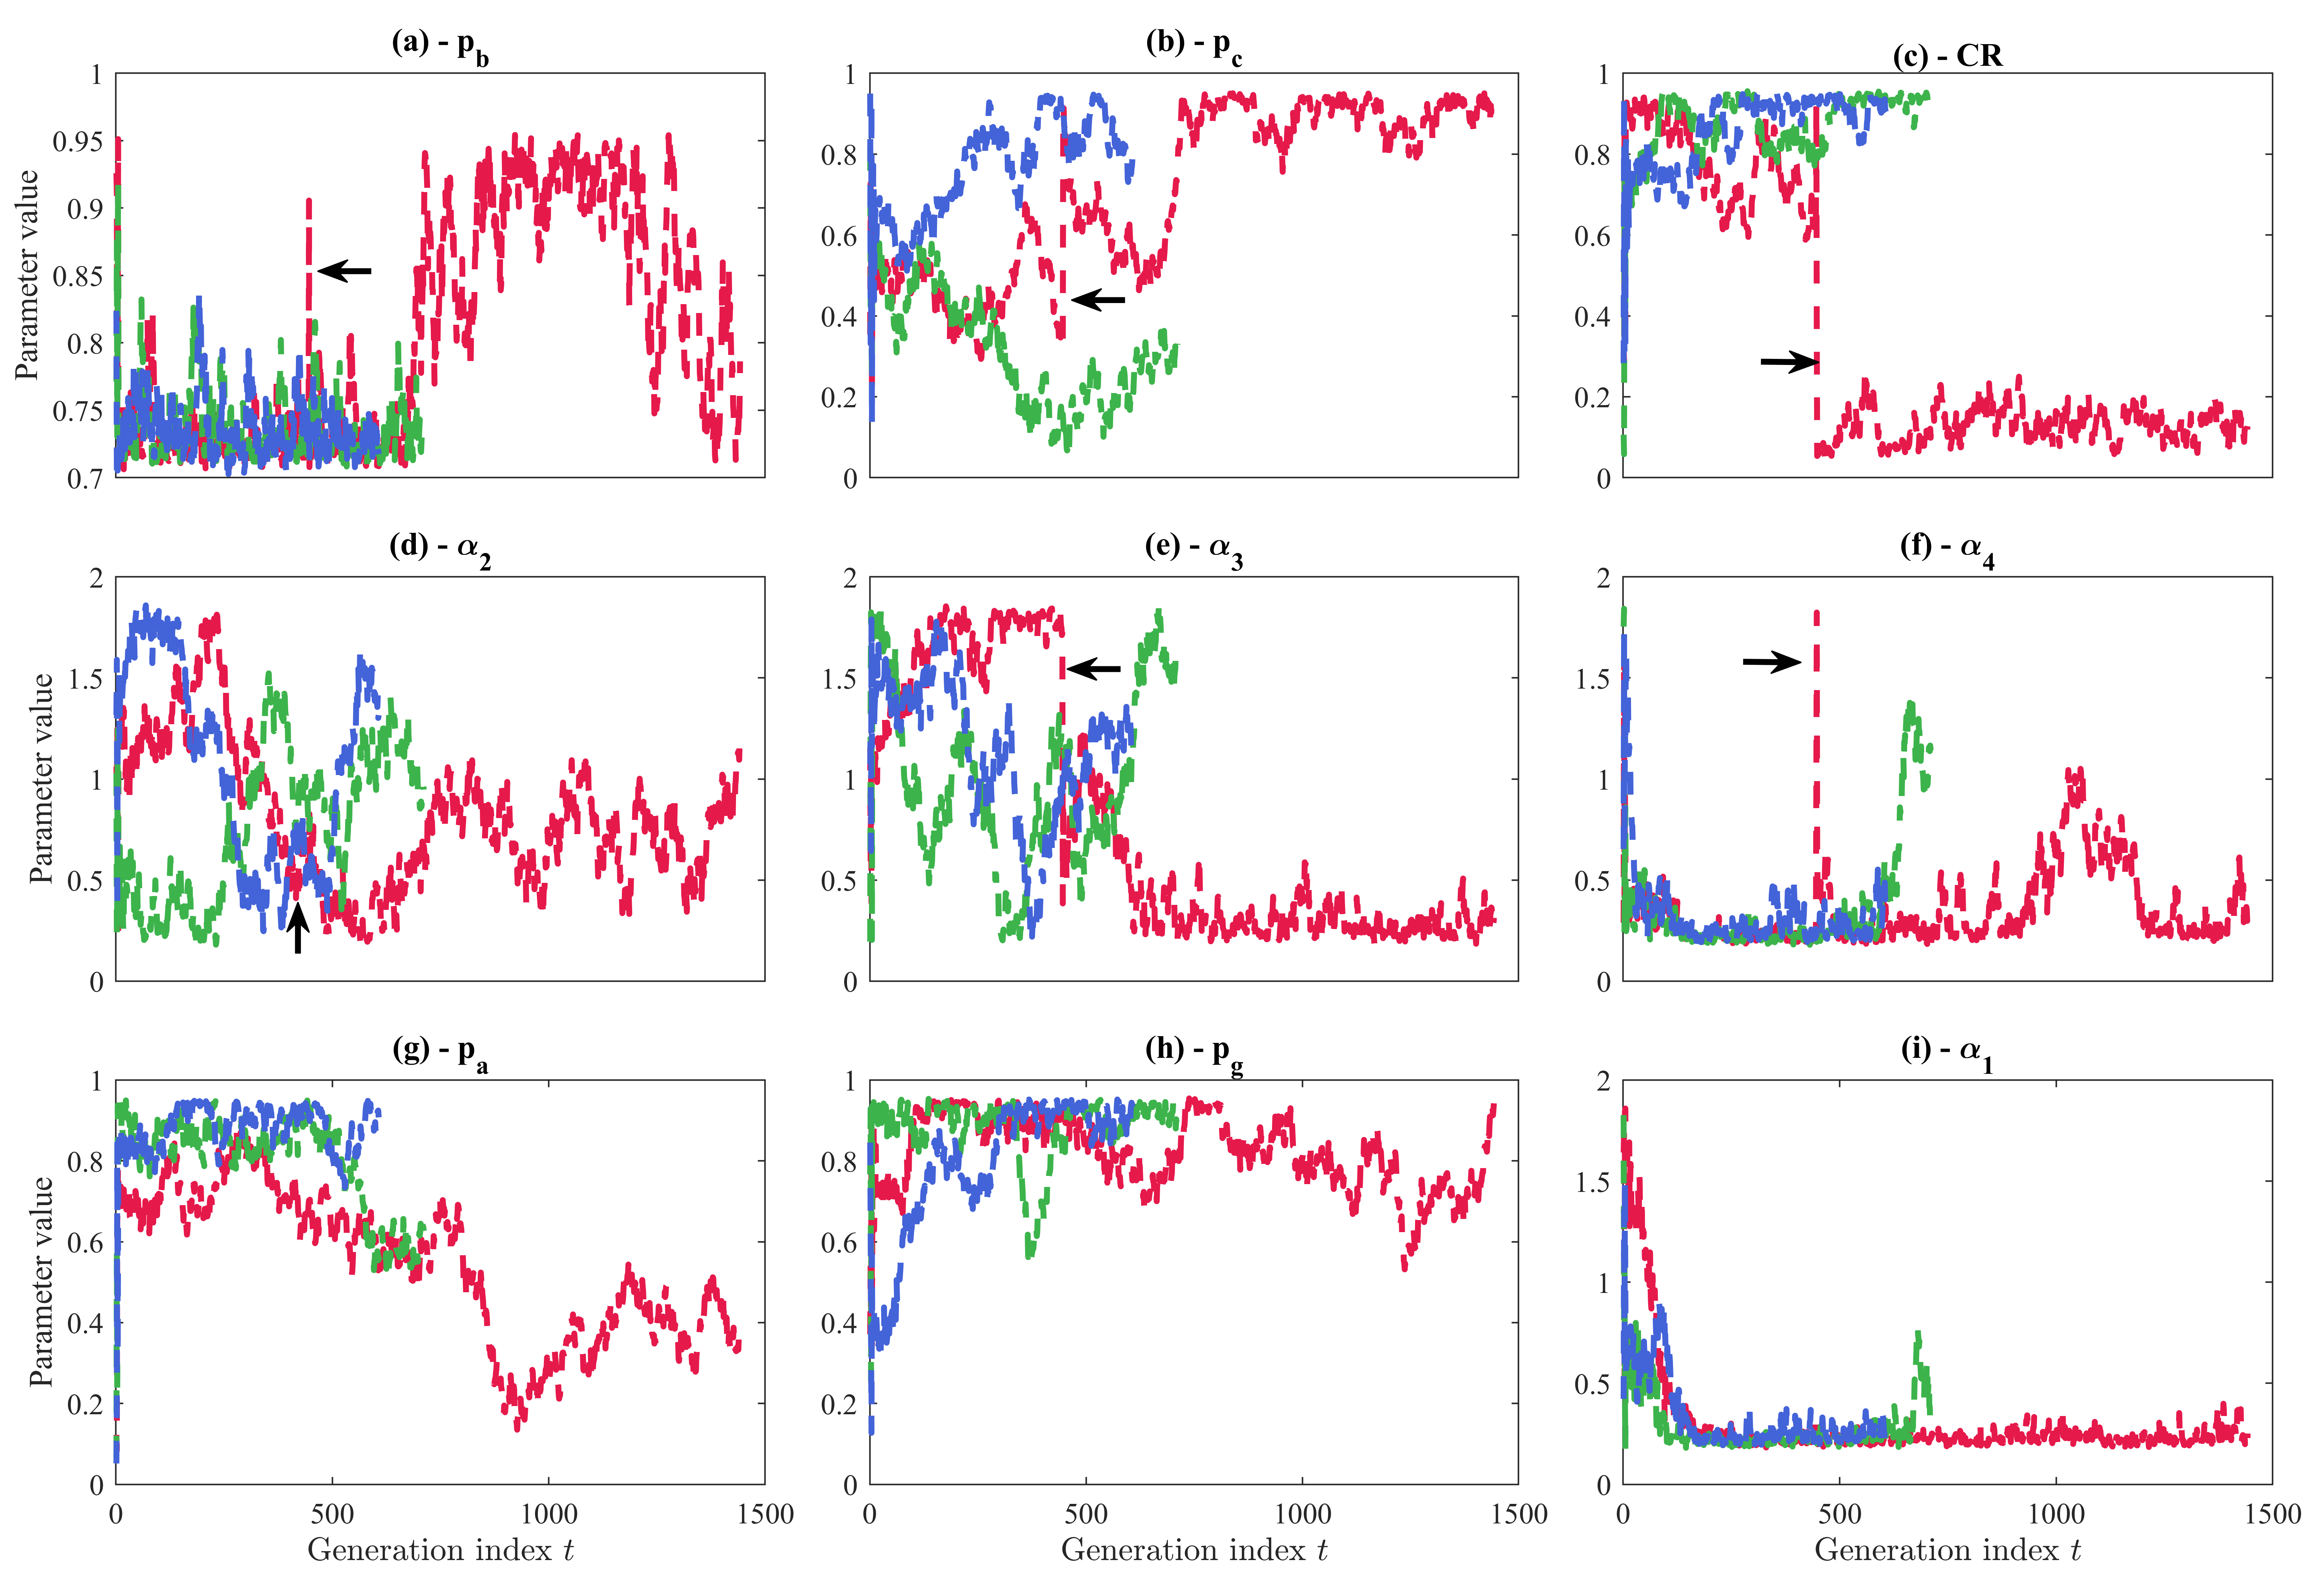 (a) - p_b
(b) - p_c
(c) - CR
1
0.95
0.9
0.85
0.8
0.75
0.7
Parameter value
1
0.8
0.6
0.4
0.2
0
1
0.8
0.6
0.4
0.2
0
(d) - α_2
(e) - α_3
(f) - α_4
2
1.5
1
0.5
0
Parameter value
2
1.5
1
0.5
0
2
1.5
1
0.5
0
(g) - p_a
(h) - p_g
(i) - α_1
1
0.8
0.6
0.4
0.2
0
Parameter value
1
0.8
0.6
0.4
0.2
0
2
1.5
1
0.5
0
0 500 1000 1500
0 500 1000 1500
0 500 1000 1500
Generation index t
Generation index t
Generation index t